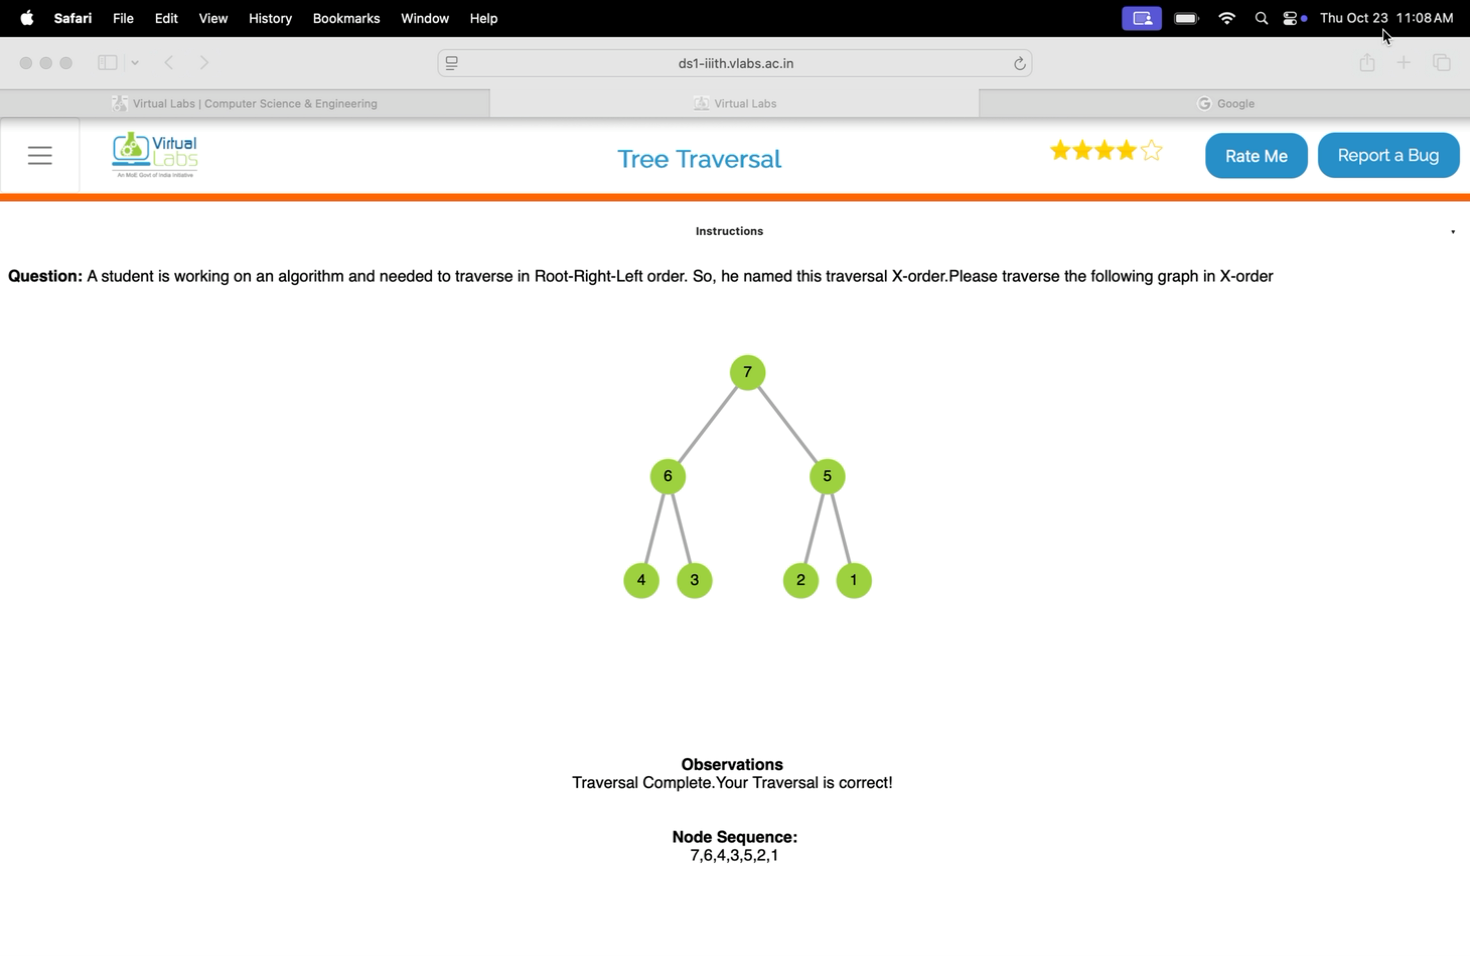 Safari File Edit View History Bookmarks Window Help Thu Oct 23 11:08 AM
ds1-iiith.vlabs.ac.in
Virtual Labs | Computer Science & Engineering Virtual Labs G Google
Virtual Labs
An MoE Govt of India Initiative
Tree Traversal
Rate Me
Report a Bug
Instructions
Question: A student is working on an algorithm and needed to traverse in Root-Right-Left order. So, he named this traversal X-order.Please traverse the following graph in X-order
7
6 5
4 3 2 1
Observations
Traversal Complete.Your Traversal is correct!
Node Sequence:
7,6,4,3,5,2,1